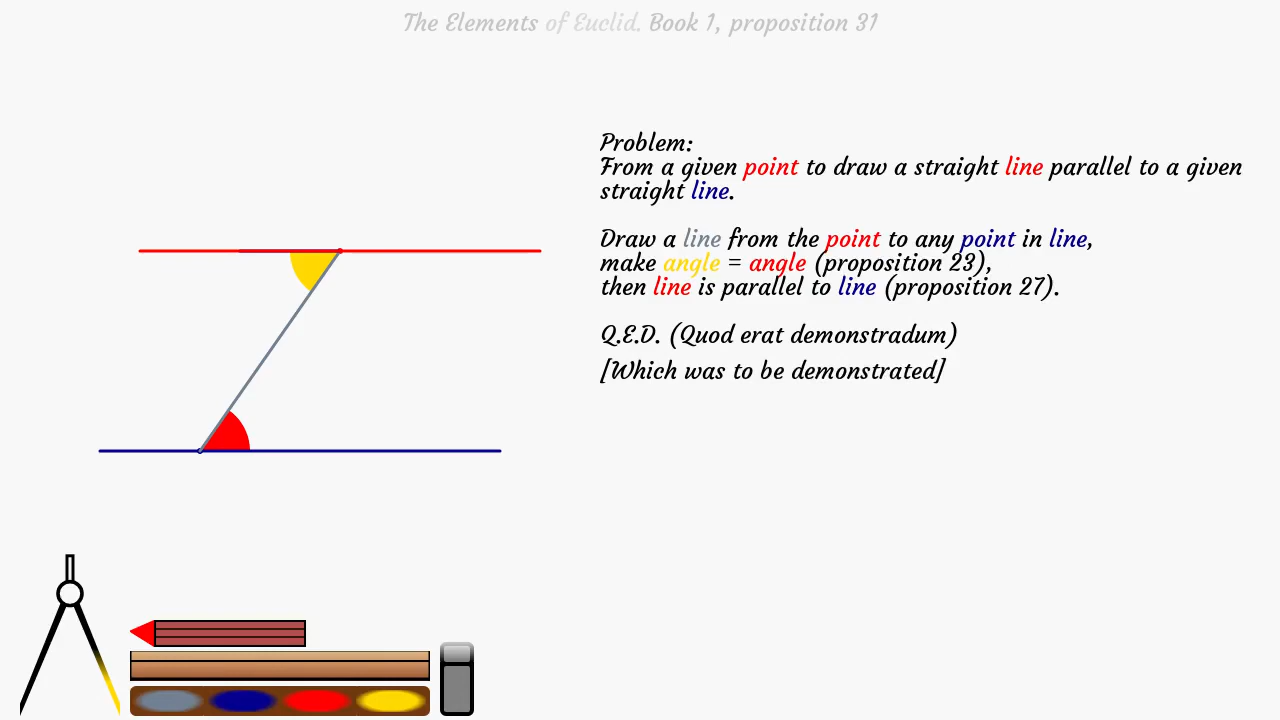 The Elements of Euclid. Book 1, proposition 31
Problem:
From a given point to draw a straight line parallel to a given
straight line.
Draw a line from the point to any point in line,
make angle = angle (proposition 23),
then line is parallel to line (proposition 27).
Q.E.D. (Quod erat demonstradum)
[Which was to be demonstrated]